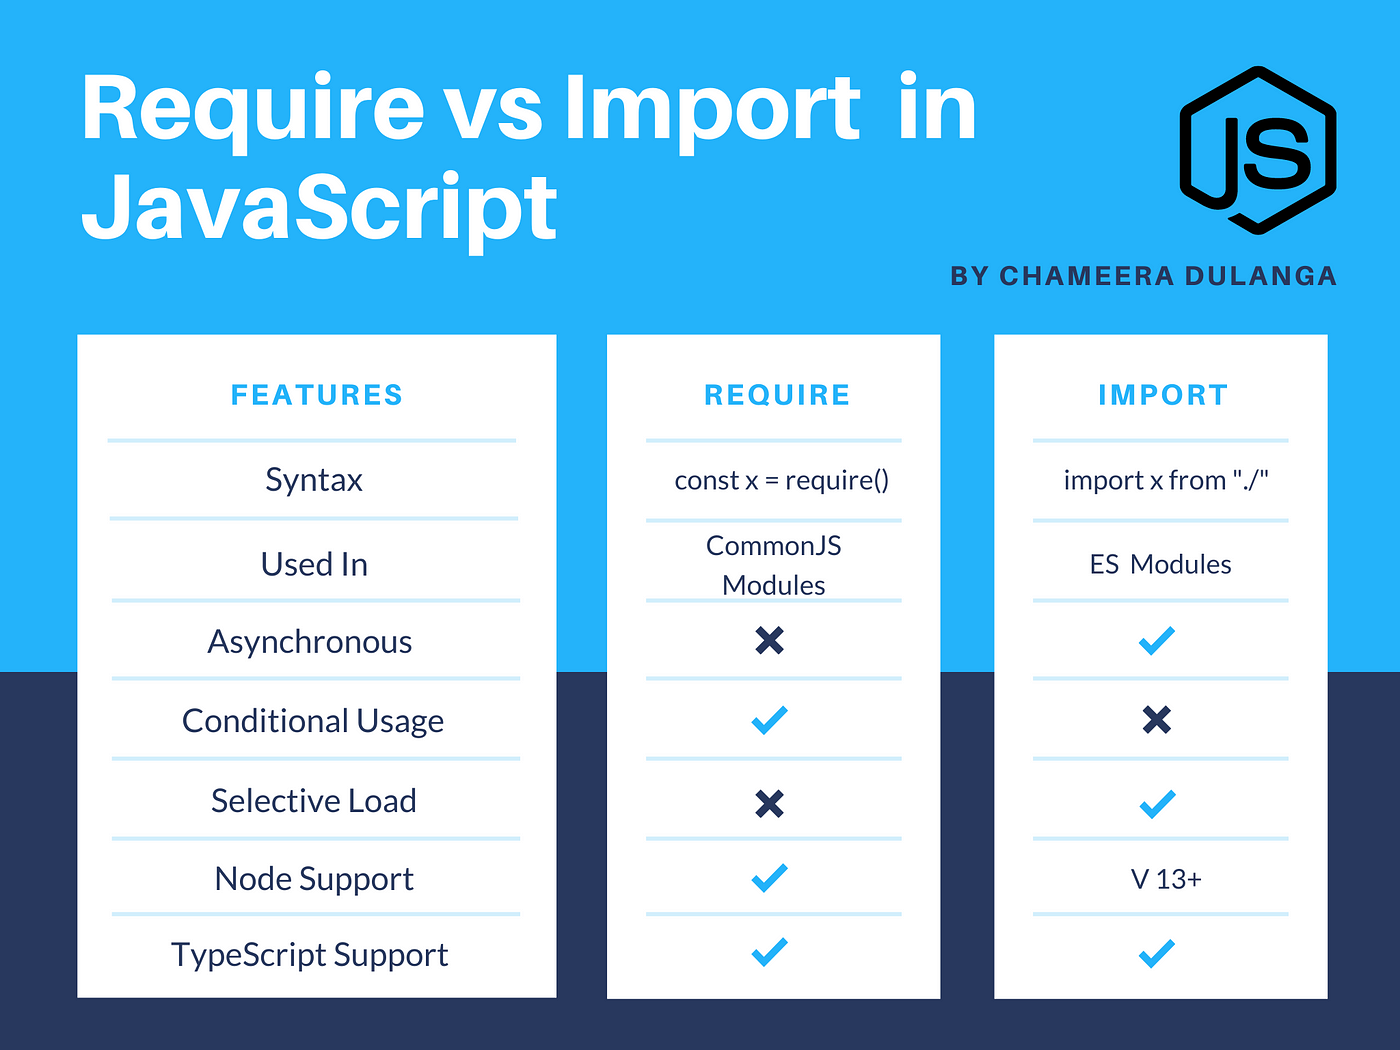 Require vs Import in
JavaScript
JS
BY CHAMEERA DULANGA
FEATURES
REQUIRE
IMPORT
Syntax
const x = require()
import x from "./"
Used In
CommonJS
Modules
ES Modules
Asynchronous
Conditional Usage
Selective Load
Node Support
V 13+
TypeScript Support